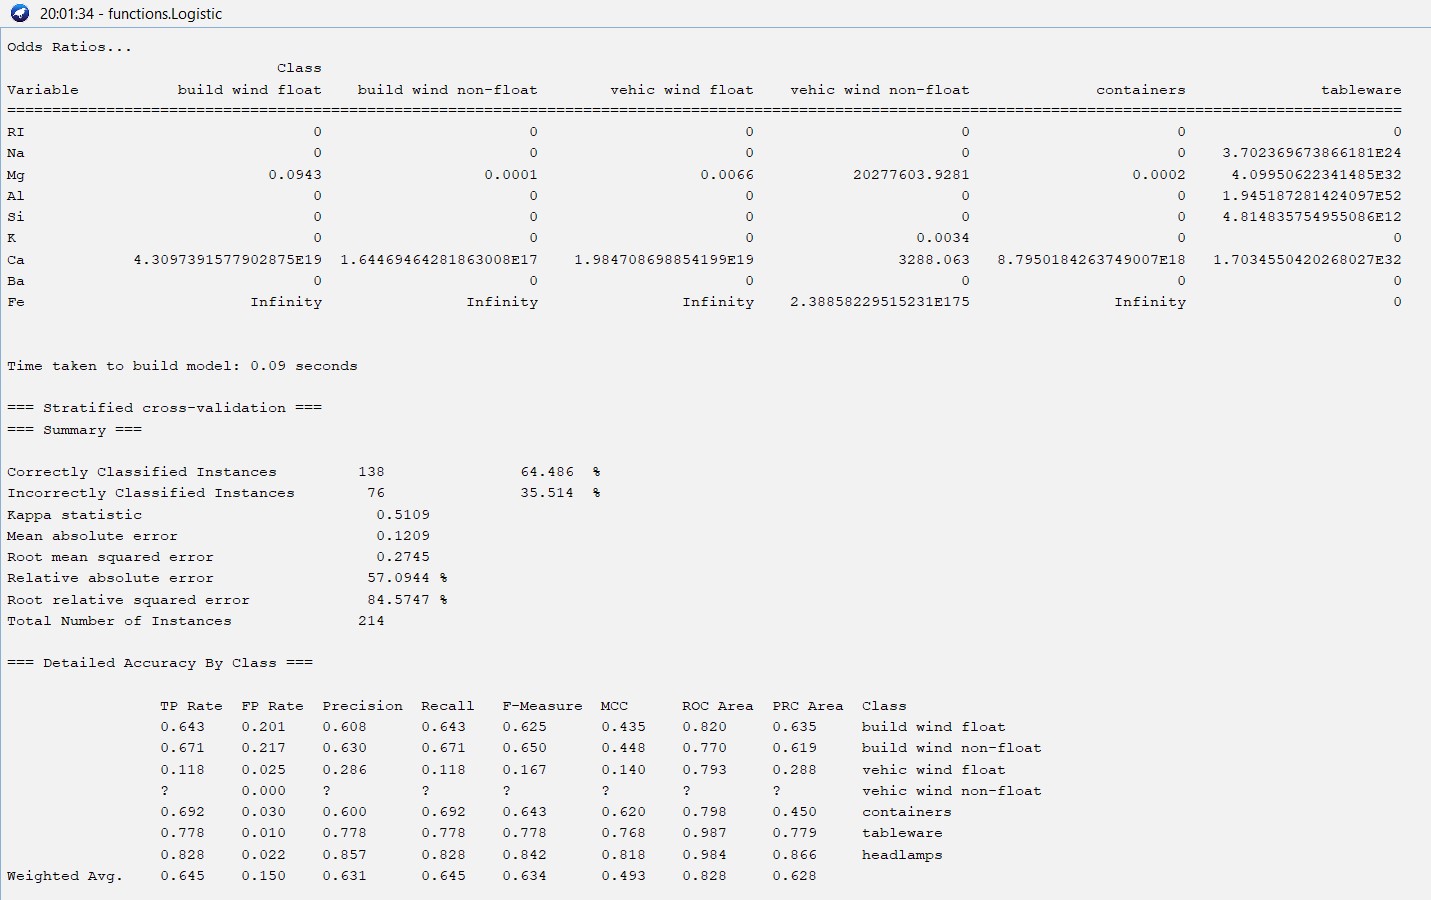 20:01:34 - functions.Logistic
Odds Ratios...
Class
Variable build wind float build wind non-float vehic wind float vehic wind non-float containers tableware
================================================================================
RI 0 0 0 0 0 0
Na 0 0 0 0 0 3.702369673866181E24
Mg 0.0943 0.0001 0.0066 20277603.9281 0.0002 4.09950622341485E32
Al 0 0 0 0 0 1.945187281424097E52
Si 0 0 0 0 0 4.814835754955086E12
K 0 0 0 0.0034 0 0
Ca 4.3097391577902875E19 1.64469464281863008E17 1.984708698854199E19 3288.063 8.7950184263749007E18 1.7034550420268027E32
Ba 0 0 0 0 0 0
Fe Infinity Infinity Infinity 2.38858229515231E175 Infinity 0
Time taken to build model: 0.09 seconds
=== Stratified cross-validation ===
=== Summary ===
Correctly Classified Instances 138 64.486 %
Incorrectly Classified Instances 76 35.514 %
Kappa statistic 0.5109
Mean absolute error 0.1209
Root mean squared error 0.2745
Relative absolute error 57.0944 %
Root relative squared error 84.5747 %
Total Number of Instances 214
=== Detailed Accuracy By Class ===
TP Rate FP Rate Precision Recall F-Measure MCC ROC Area PRC Area Class
0.643 0.201 0.608 0.643 0.625 0.435 0.820 0.635 build wind float
0.671 0.217 0.630 0.671 0.650 0.448 0.770 0.619 build wind non-float
0.118 0.025 0.286 0.118 0.167 0.140 0.793 0.288 vehic wind float
? 0.000 ? ? ? ? ? ? vehic wind non-float
0.692 0.030 0.600 0.692 0.643 0.620 0.798 0.450 containers
0.778 0.010 0.778 0.778 0.778 0.768 0.987 0.779 tableware
0.828 0.022 0.857 0.828 0.842 0.818 0.984 0.866 headlamps
Weighted Avg. 0.645 0.150 0.631 0.645 0.634 0.493 0.828 0.628